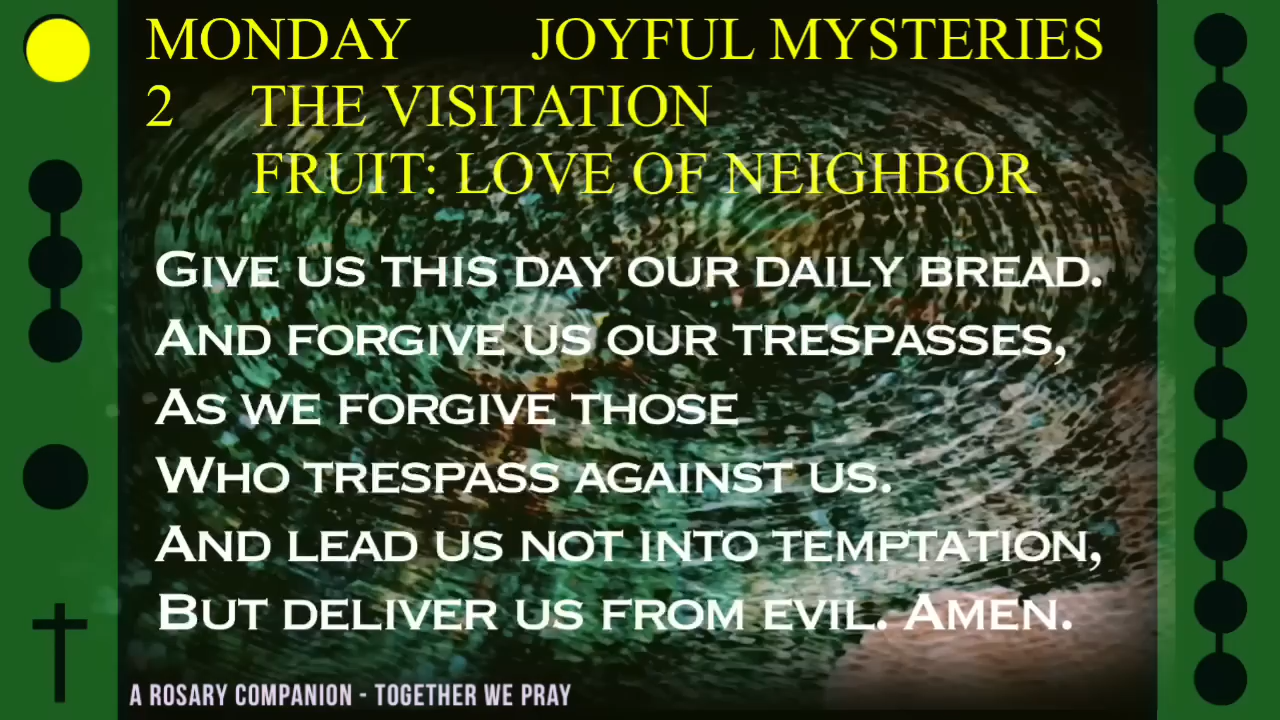 MONDAY JOYFUL MYSTERIES
2 THE VISITATION
FRUIT: LOVE OF NEIGHBOR
GIVE US THIS DAY OUR DAILY BREAD.
AND FORGIVE US OUR TRESPASSES,
AS WE FORGIVE THOSE
WHO TRESPASS AGAINST US.
AND LEAD US NOT INTO TEMPTATION,
BUT DELIVER US FROM EVIL. AMEN.
A ROSARY COMPANION - TOGETHER WE PRAY